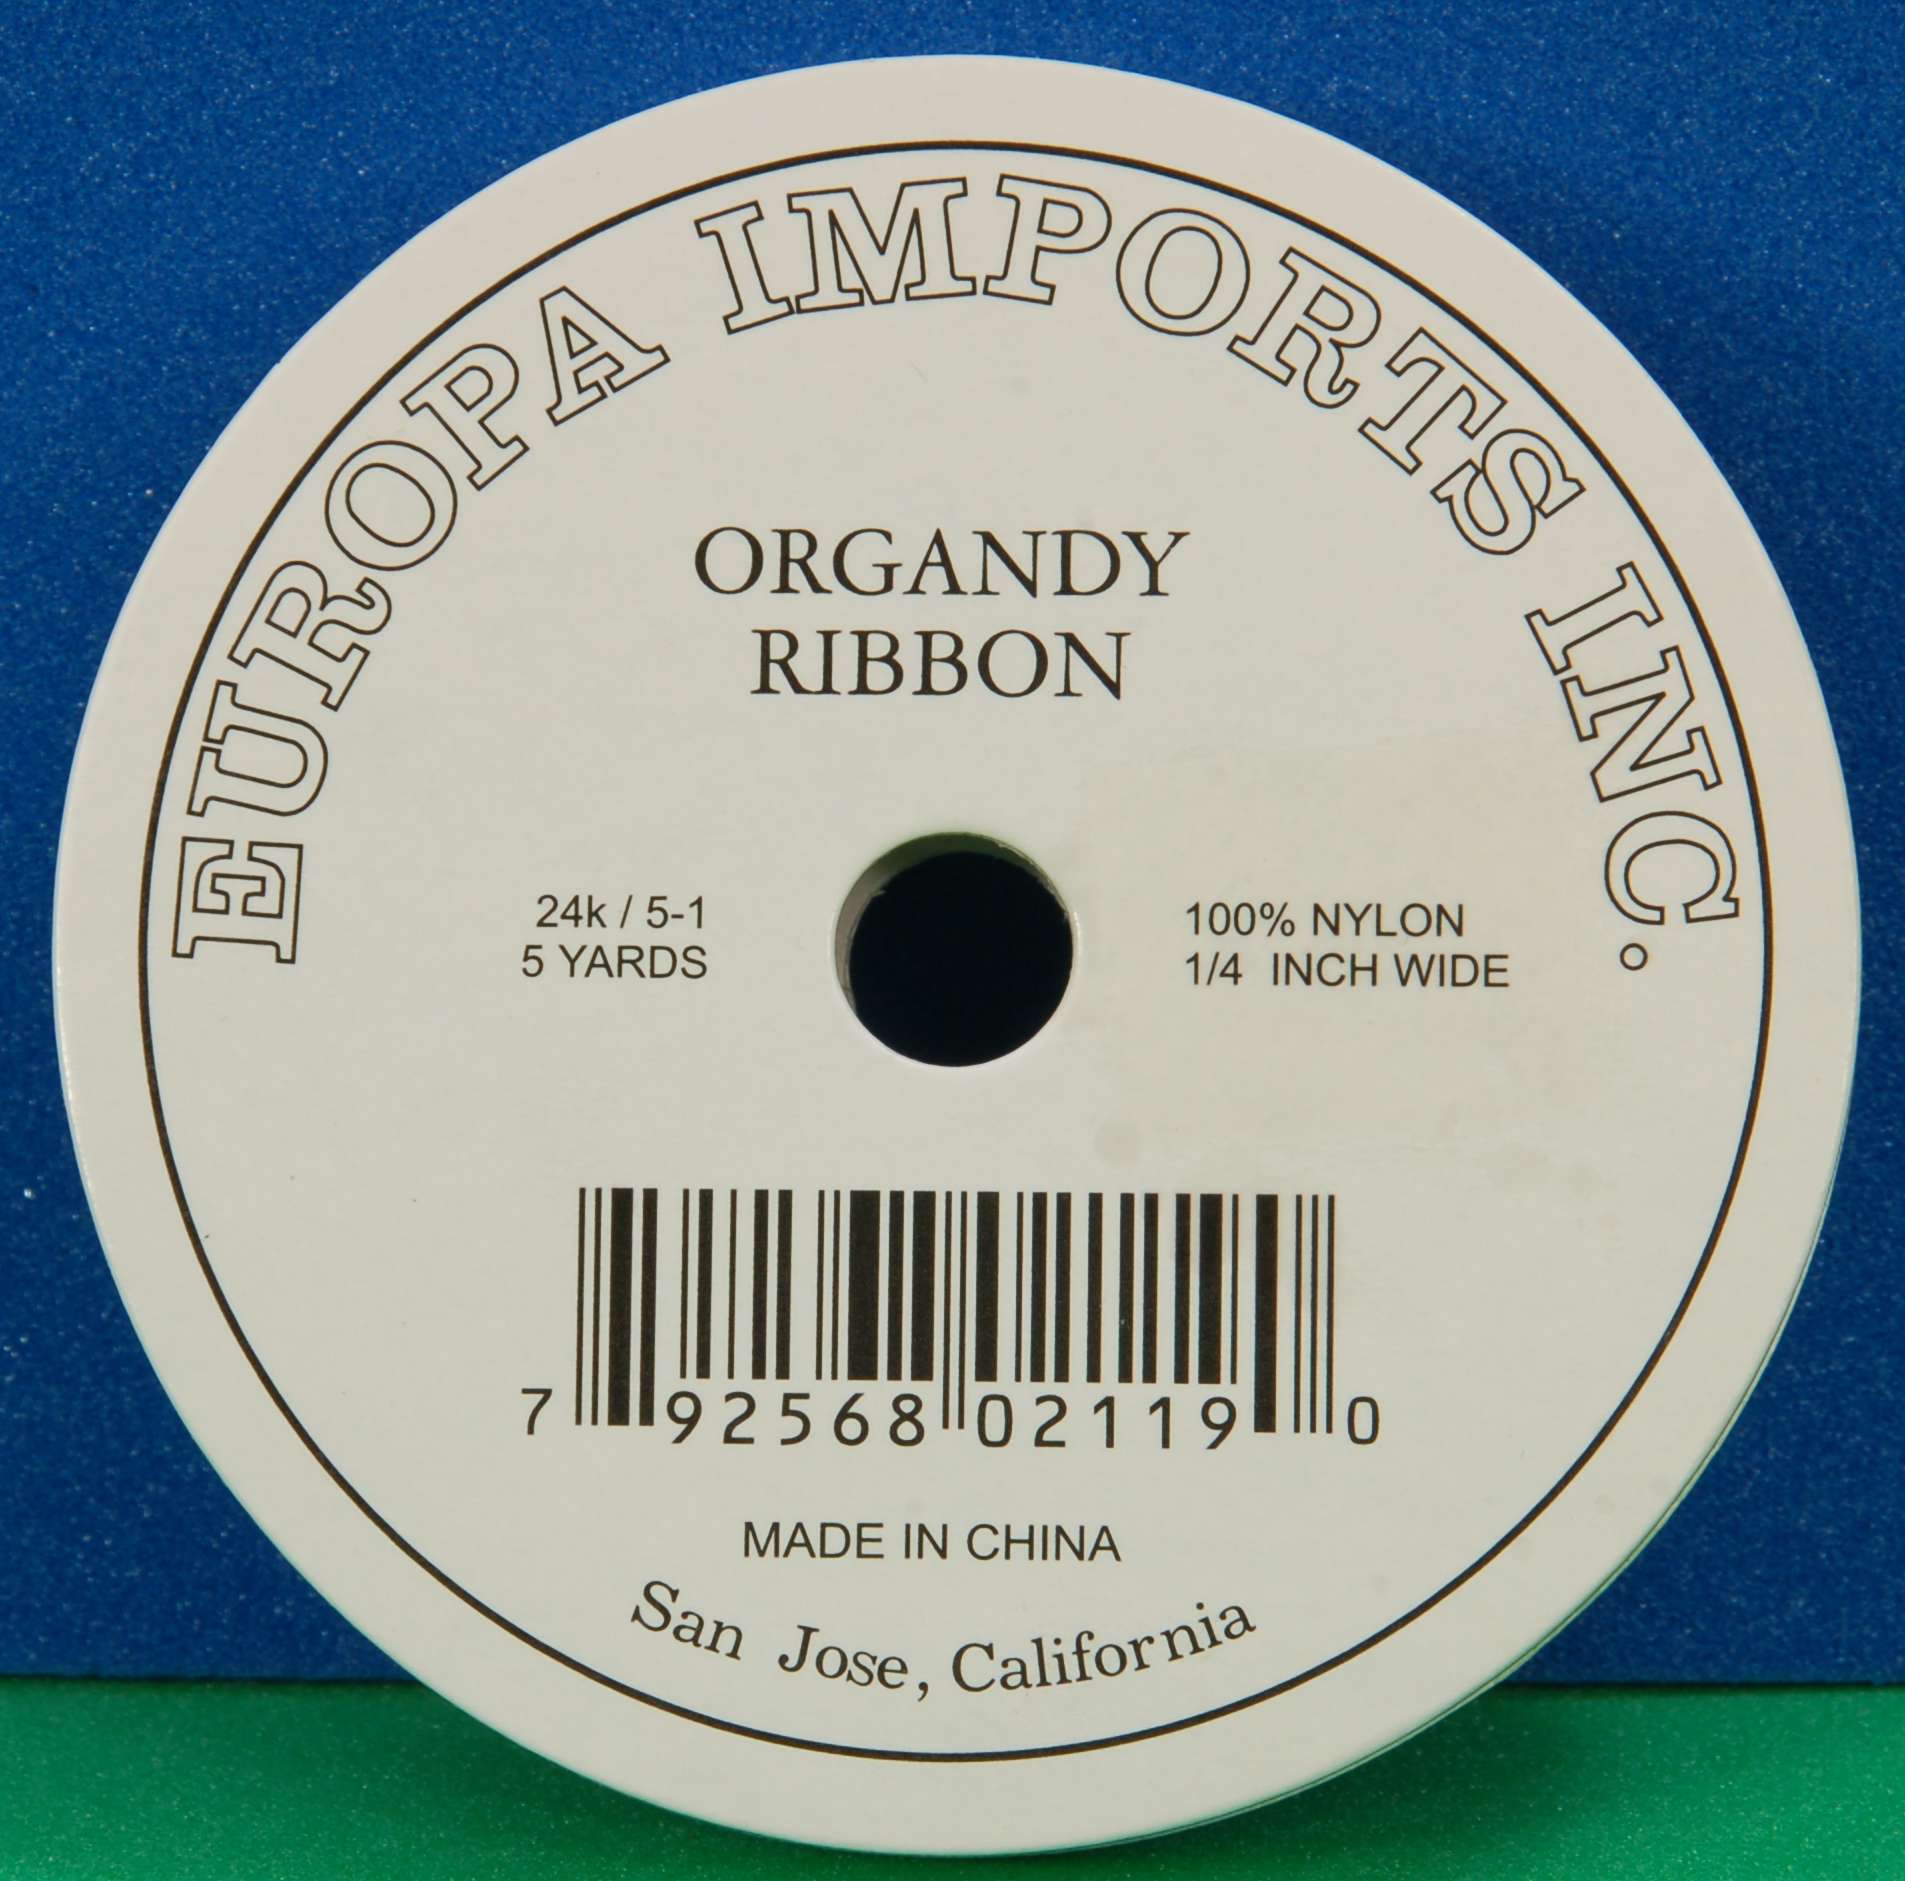 EUROPA IMPORTS INC.
ORGANDY
RIBBON
24k / 5-1
5 YARDS
100% NYLON
1/4 INCH WIDE
7 92568 02119 0
MADE IN CHINA
San Jose, California